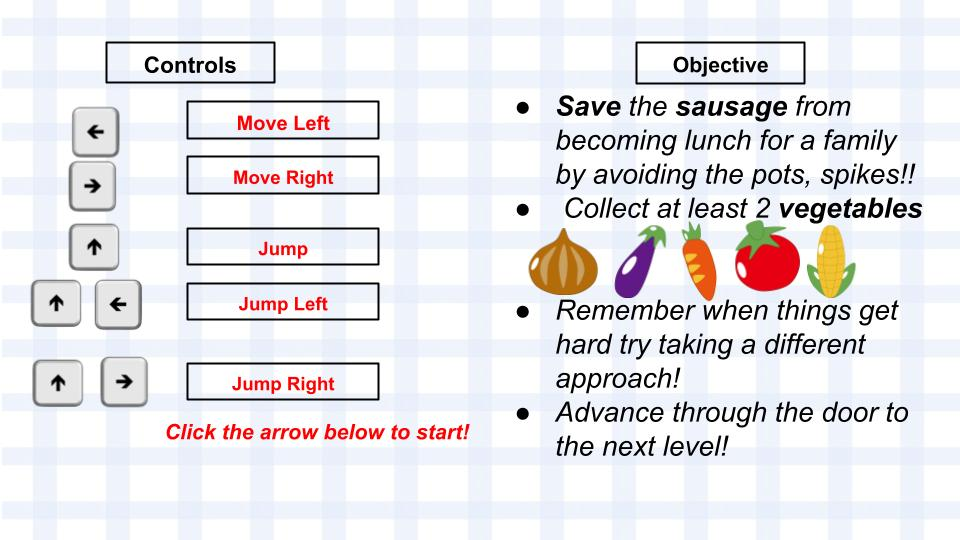 Controls
←
Move Left
→
Move Right
↑
Jump
↑ ←
Jump Left
↑ →
Jump Right
Click the arrow below to start!
Objective
● Save the sausage from
becoming lunch for a family
by avoiding the pots, spikes!!
● Collect at least 2 vegetables
● Remember when things get
hard try taking a different
approach!
● Advance through the door to
the next level!